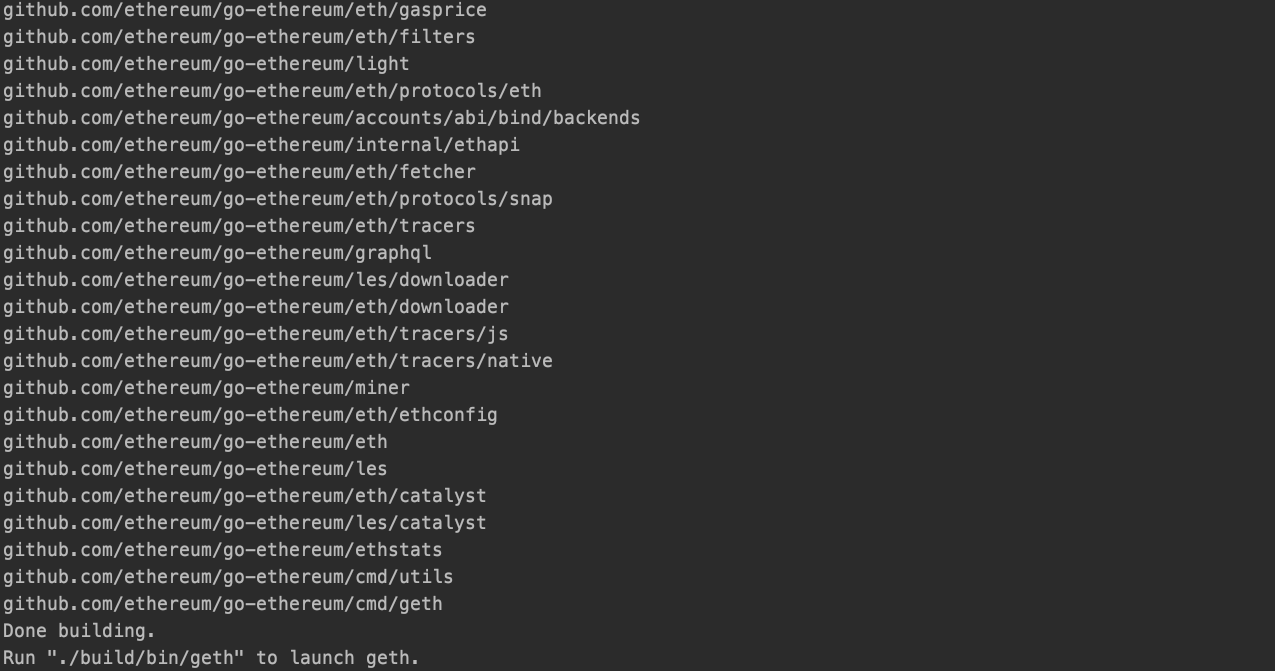 github.com/ethereum/go-ethereum/eth/gasprice
github.com/ethereum/go-ethereum/eth/filters
github.com/ethereum/go-ethereum/light
github.com/ethereum/go-ethereum/eth/protocols/eth
github.com/ethereum/go-ethereum/accounts/abi/bind/backends
github.com/ethereum/go-ethereum/internal/ethapi
github.com/ethereum/go-ethereum/eth/fetcher
github.com/ethereum/go-ethereum/eth/protocols/snap
github.com/ethereum/go-ethereum/eth/tracers
github.com/ethereum/go-ethereum/graphql
github.com/ethereum/go-ethereum/les/downloader
github.com/ethereum/go-ethereum/eth/downloader
github.com/ethereum/go-ethereum/eth/tracers/js
github.com/ethereum/go-ethereum/eth/tracers/native
github.com/ethereum/go-ethereum/miner
github.com/ethereum/go-ethereum/eth/ethconfig
github.com/ethereum/go-ethereum/eth
github.com/ethereum/go-ethereum/les
github.com/ethereum/go-ethereum/eth/catalyst
github.com/ethereum/go-ethereum/les/catalyst
github.com/ethereum/go-ethereum/ethstats
github.com/ethereum/go-ethereum/cmd/utils
github.com/ethereum/go-ethereum/cmd/geth
Done building.
Run "./build/bin/geth" to launch geth.